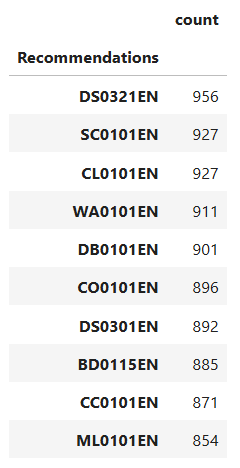 count
Recommendations
DS0321EN 956
SC0101EN 927
CL0101EN 927
WA0101EN 911
DB0101EN 901
CO0101EN 896
DS0301EN 892
BD0115EN 885
CC0101EN 871
ML0101EN 854